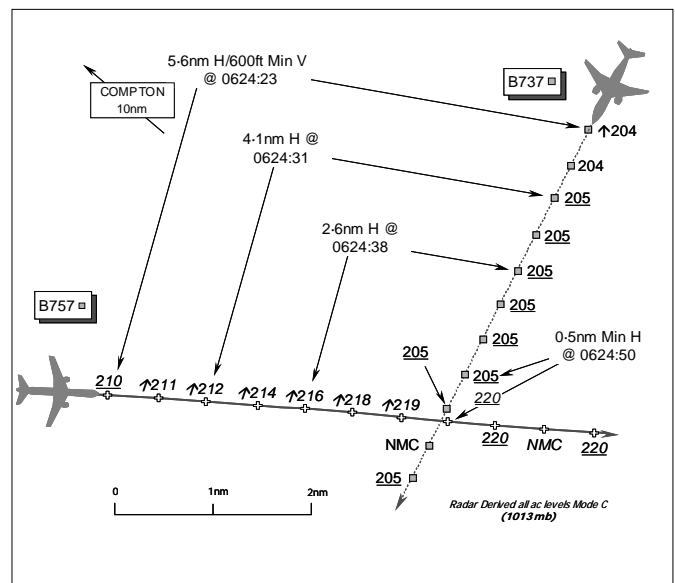 5·6nm H/600ft Min V
@ 0624:23
B737
COMPTON
10nm
↑204
4·1nm H @
0624:31
204
205
2·6nm H @
0624:38
205
205
B757
205
205
0·5nm Min H
@ 0624:50
205
205
210
↑211
↑212
↑214
↑216
↑218
↑219
220
220
NMC
220
NMC
205
0
1nm
2nm
Radar Derived all ac levels Mode C
(1013mb)